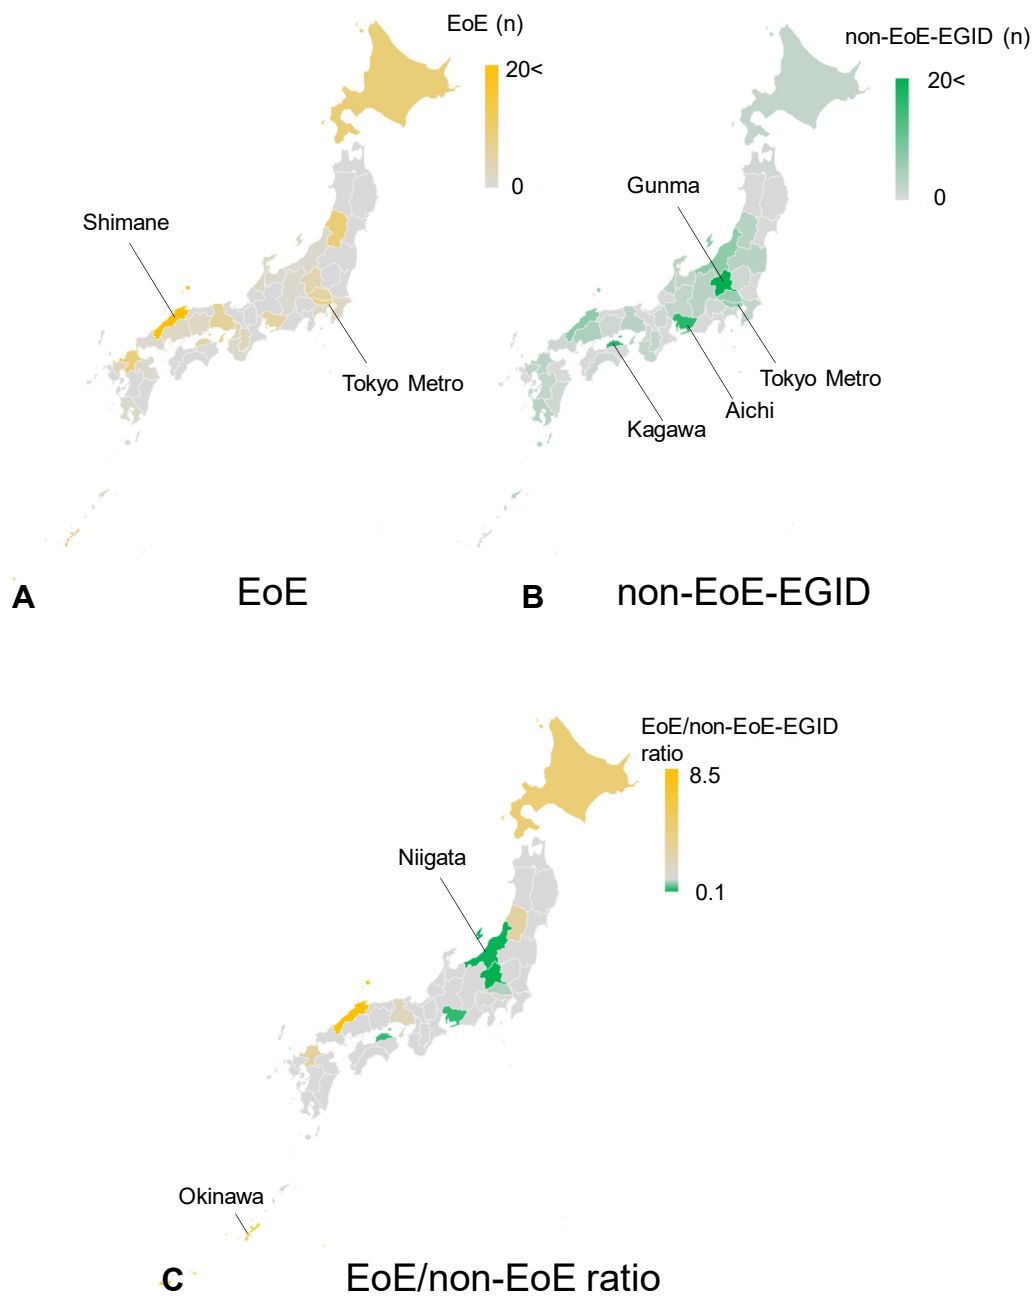 EoE (n)
20<
0
Shimane
Tokyo Metro
A
EoE
non-EoE-EGID (n)
20<
0
Gunma
Tokyo Metro
Aichi
Kagawa
B
non-EoE-EGID
EoE/non-EoE-EGID
ratio
8.5
0.1
Niigata
Okinawa
C
EoE/non-EoE ratio